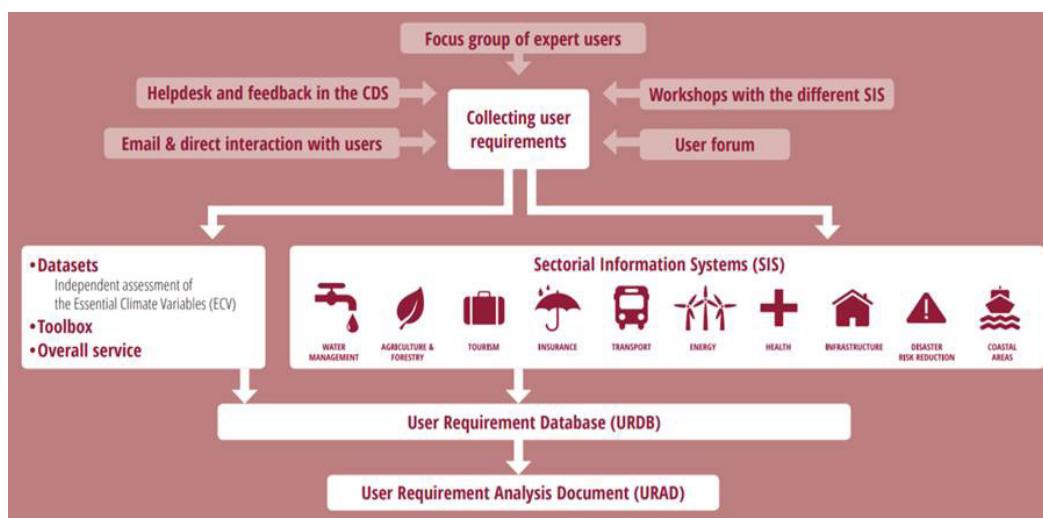 Focus group of expert users
Helpdesk and feedback in the CDS
Workshops with the different SIS
Collecting user
requirements
Email & direct interaction with users
User forum
•Datasets
Independent assessment of
the Essential Climate Variables (ECV)
•Toolbox
•Overall service
Sectorial Information Systems (SIS)
WATER
MANAGEMENT
AGRICULTURE &
FORESTRY
TOURISM
INSURANCE
TRANSPORT
ENERGY
HEALTH
INFRASTRUCTURE
DISASTER
RISK REDUCTION
COASTAL
AREAS
User Requirement Database (URDB)
User Requirement Analysis Document (URAD)